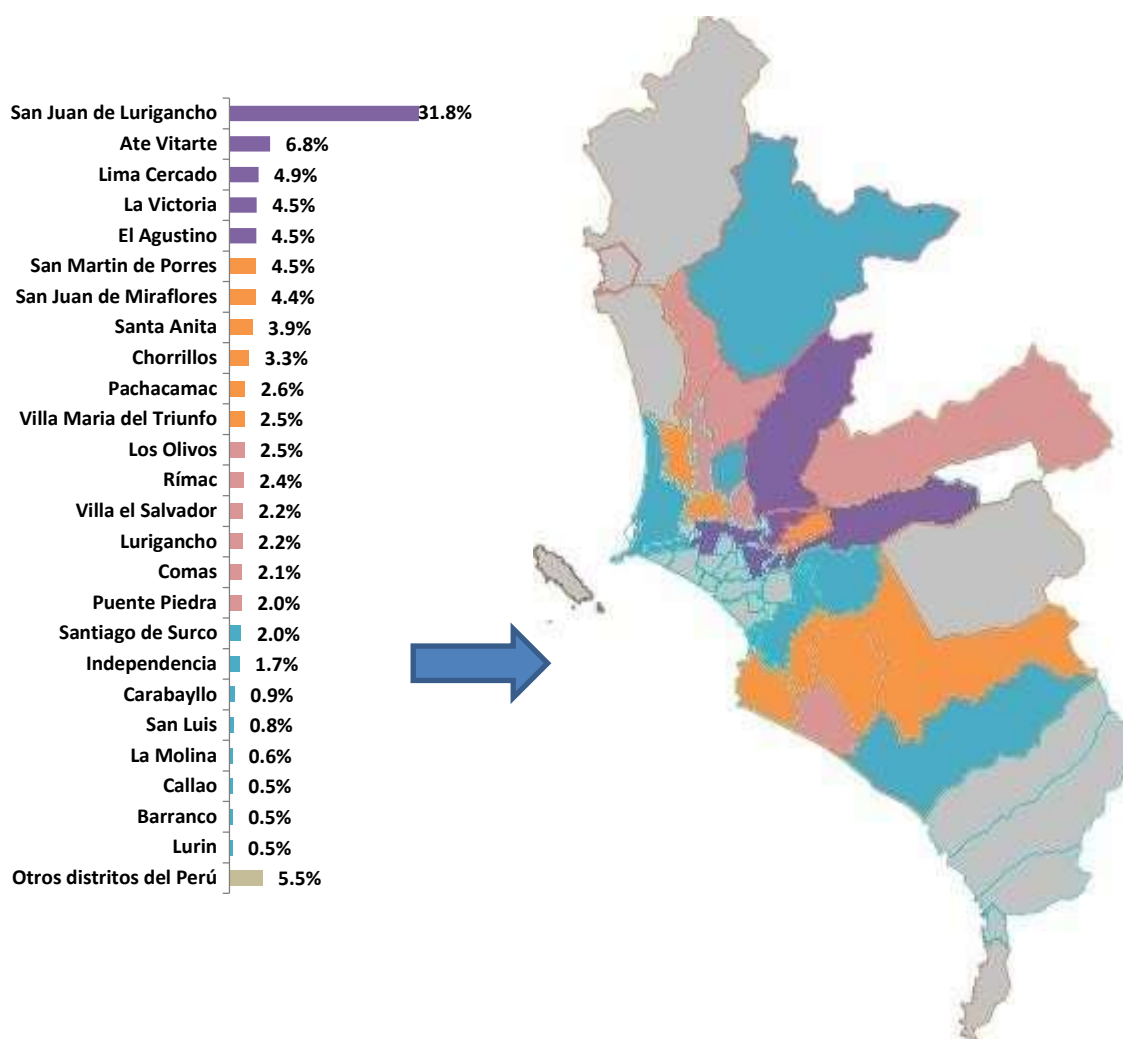 San Juan de Lurigancho 31.8%
Ate Vitarte 6.8%
Lima Cercado 4.9%
La Victoria 4.5%
El Agustino 4.5%
San Martin de Porres 4.5%
San Juan de Miraflores 4.4%
Santa Anita 3.9%
Chorrillos 3.3%
Pachacamac 2.6%
Villa Maria del Triunfo 2.5%
Los Olivos 2.5%
Rímac 2.4%
Villa el Salvador 2.2%
Lurigancho 2.2%
Comas 2.1%
Puente Piedra 2.0%
Santiago de Surco 2.0%
Independencia 1.7%
Carabayllo 0.9%
San Luis 0.8%
La Molina 0.6%
Callao 0.5%
Barranco 0.5%
Lurin 0.5%
Otros distritos del Perú 5.5%